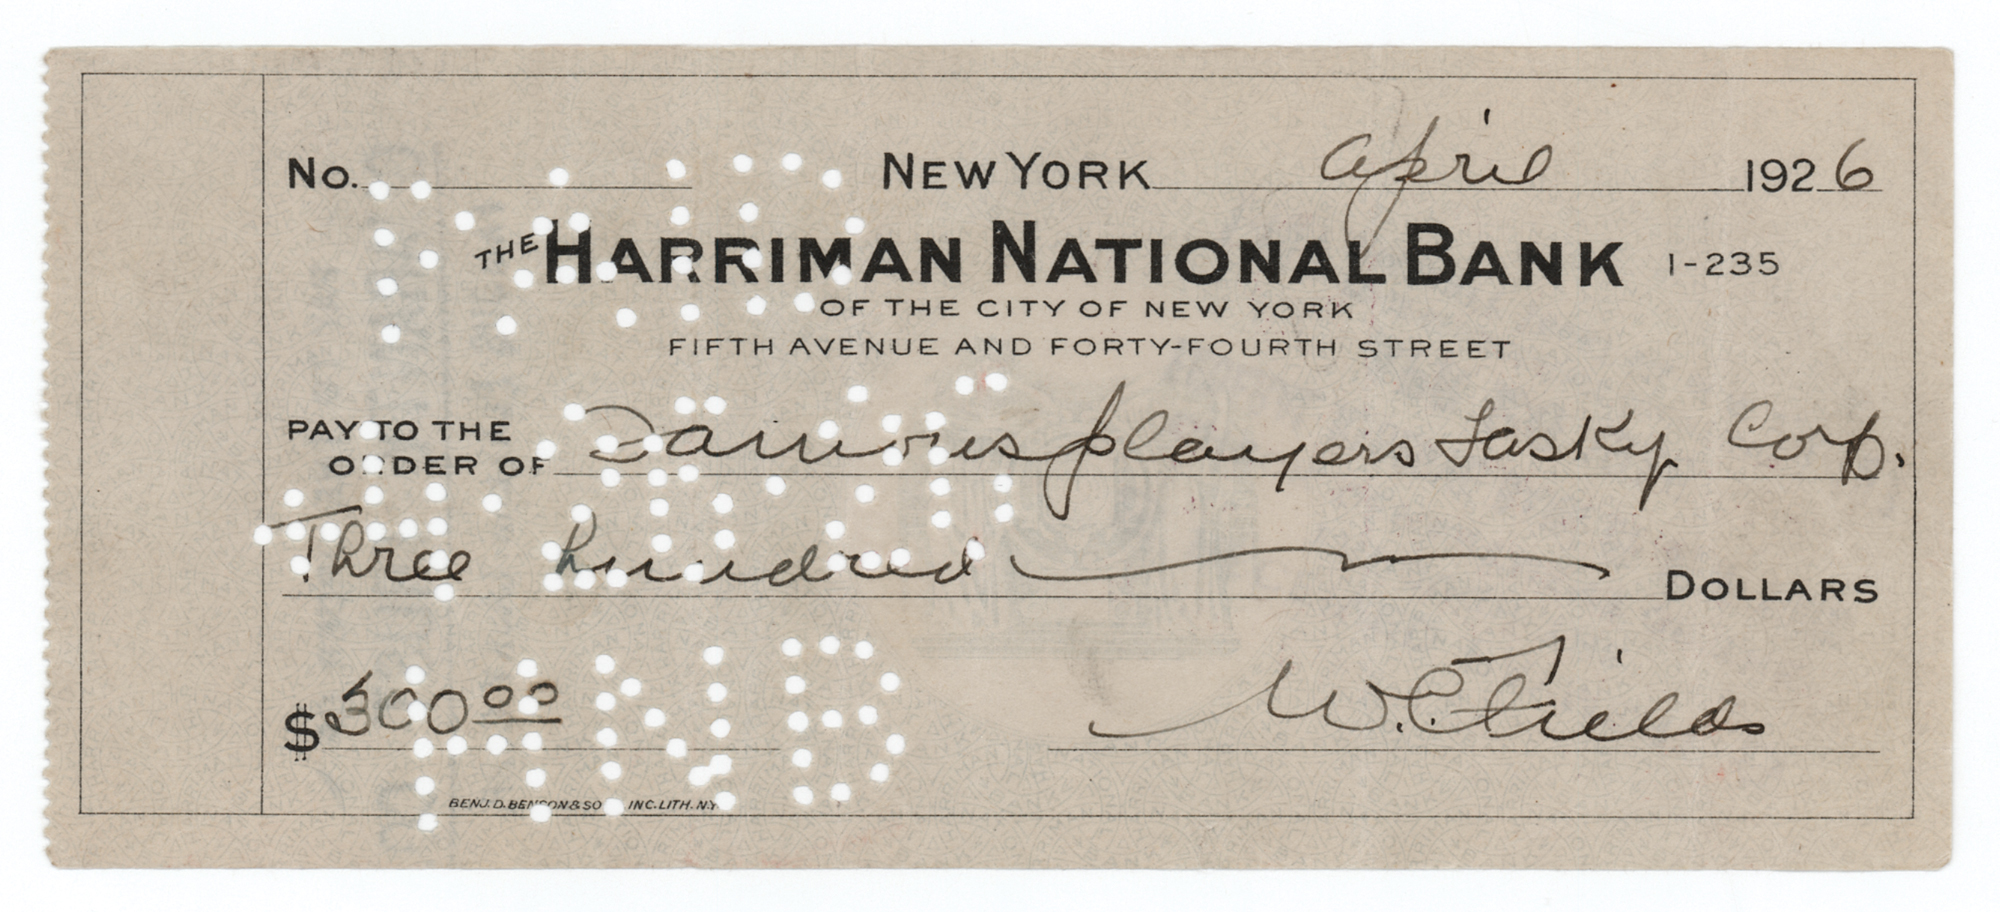 No. NEW YORK April 1926
THE HARRIMAN NATIONAL BANK 1-235
OF THE CITY OF NEW YORK
FIFTH AVENUE AND FORTY-FOURTH STREET
PAY TO THE
ORDER OF Famous players Lasky Corp.
Three hundred DOLLARS
$300.00 W.C. Fields
BENJ. D. BENSON & SO INC. LITH. N.Y.
HNB